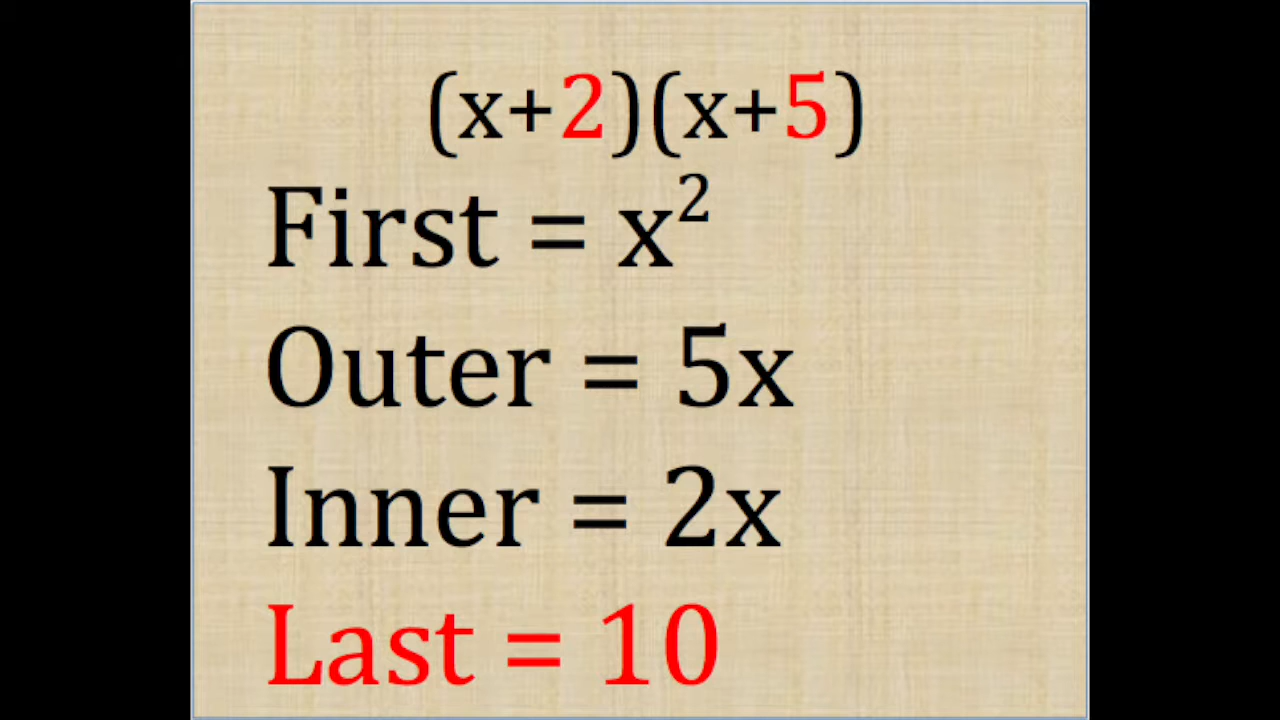 (x+2)(x+5)
First = x²
Outer = 5x
Inner = 2x
Last = 10